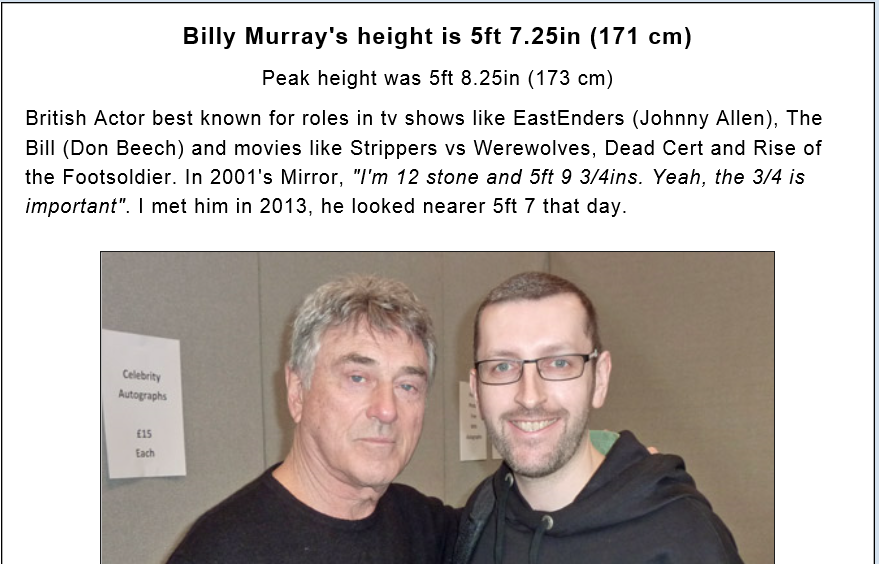 Billy Murray's height is 5ft 7.25in (171 cm)
Peak height was 5ft 8.25in (173 cm)
British Actor best known for roles in tv shows like EastEnders (Johnny Allen), The
Bill (Don Beech) and movies like Strippers vs Werewolves, Dead Cert and Rise of
the Footsoldier. In 2001's Mirror, "I'm 12 stone and 5ft 9 3/4ins. Yeah, the 3/4 is
important". I met him in 2013, he looked nearer 5ft 7 that day.
Celebrity
Autographs
£15
Each